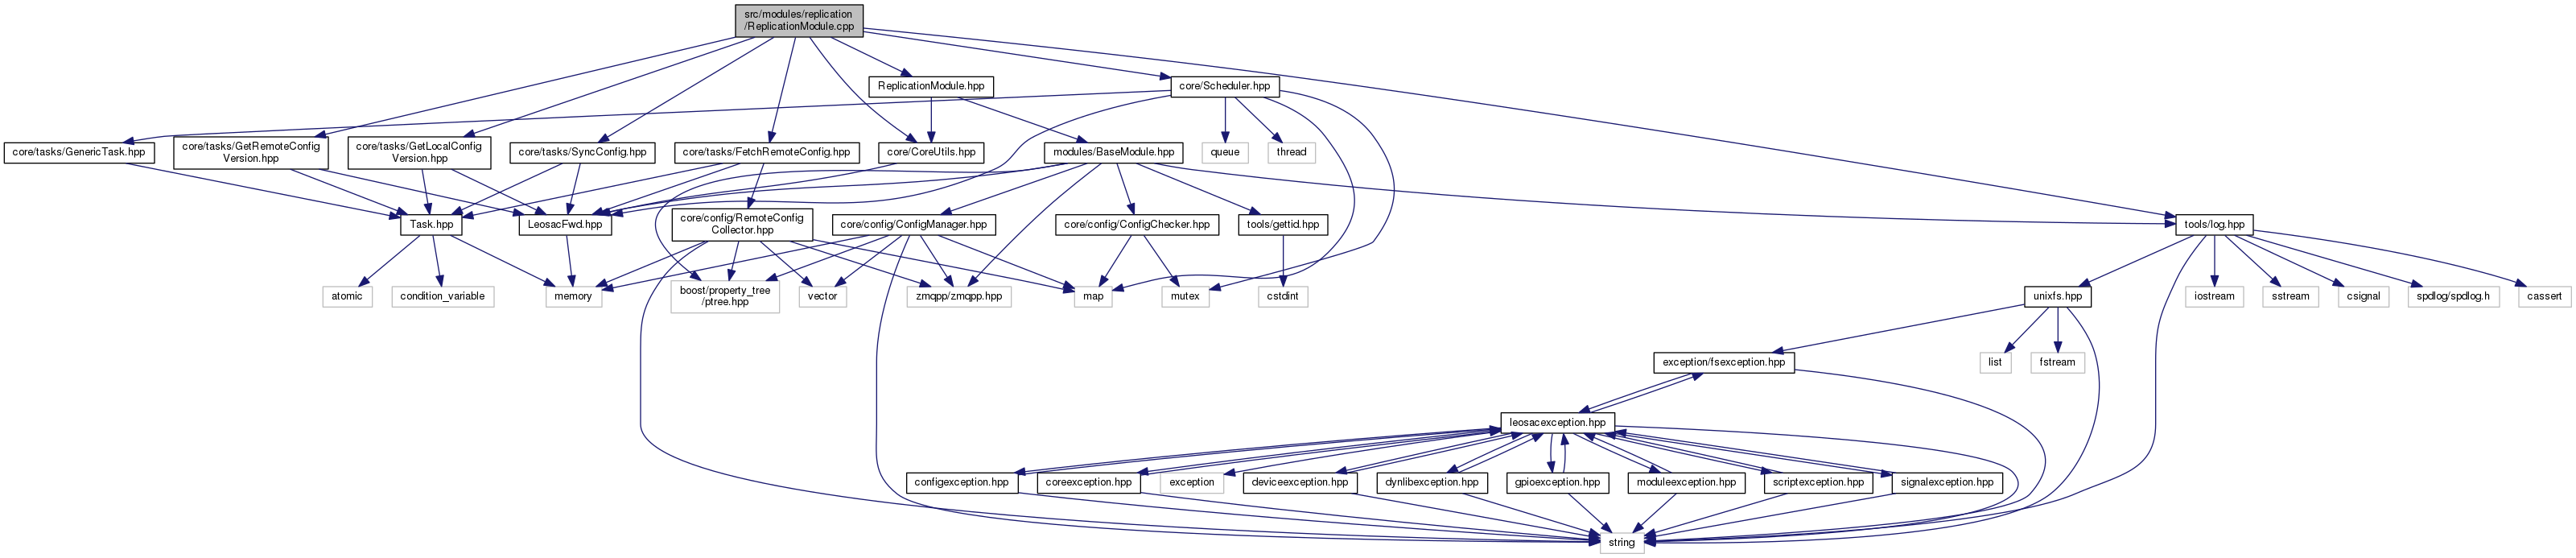 src/modules/replication
/ReplicationModule.cpp
ReplicationModule.hpp
core/Scheduler.hpp
core/tasks/GenericTask.hpp
core/tasks/GetRemoteConfig
Version.hpp
core/tasks/GetLocalConfig
Version.hpp
core/tasks/SyncConfig.hpp
core/tasks/FetchRemoteConfig.hpp
core/CoreUtils.hpp
modules/BaseModule.hpp
queue
thread
Task.hpp
LeosacFwd.hpp
core/config/RemoteConfig
Collector.hpp
core/config/ConfigManager.hpp
core/config/ConfigChecker.hpp
tools/gettid.hpp
tools/log.hpp
atomic
condition_variable
memory
boost/property_tree
/ptree.hpp
vector
zmqpp/zmqpp.hpp
map
mutex
cstdint
unixfs.hpp
iostream
sstream
csignal
spdlog/spdlog.h
cassert
exception/fsexception.hpp
list
fstream
leosacexception.hpp
configexception.hpp
coreexception.hpp
exception
deviceexception.hpp
dynlibexception.hpp
gpioexception.hpp
moduleexception.hpp
scriptexception.hpp
signalexception.hpp
string